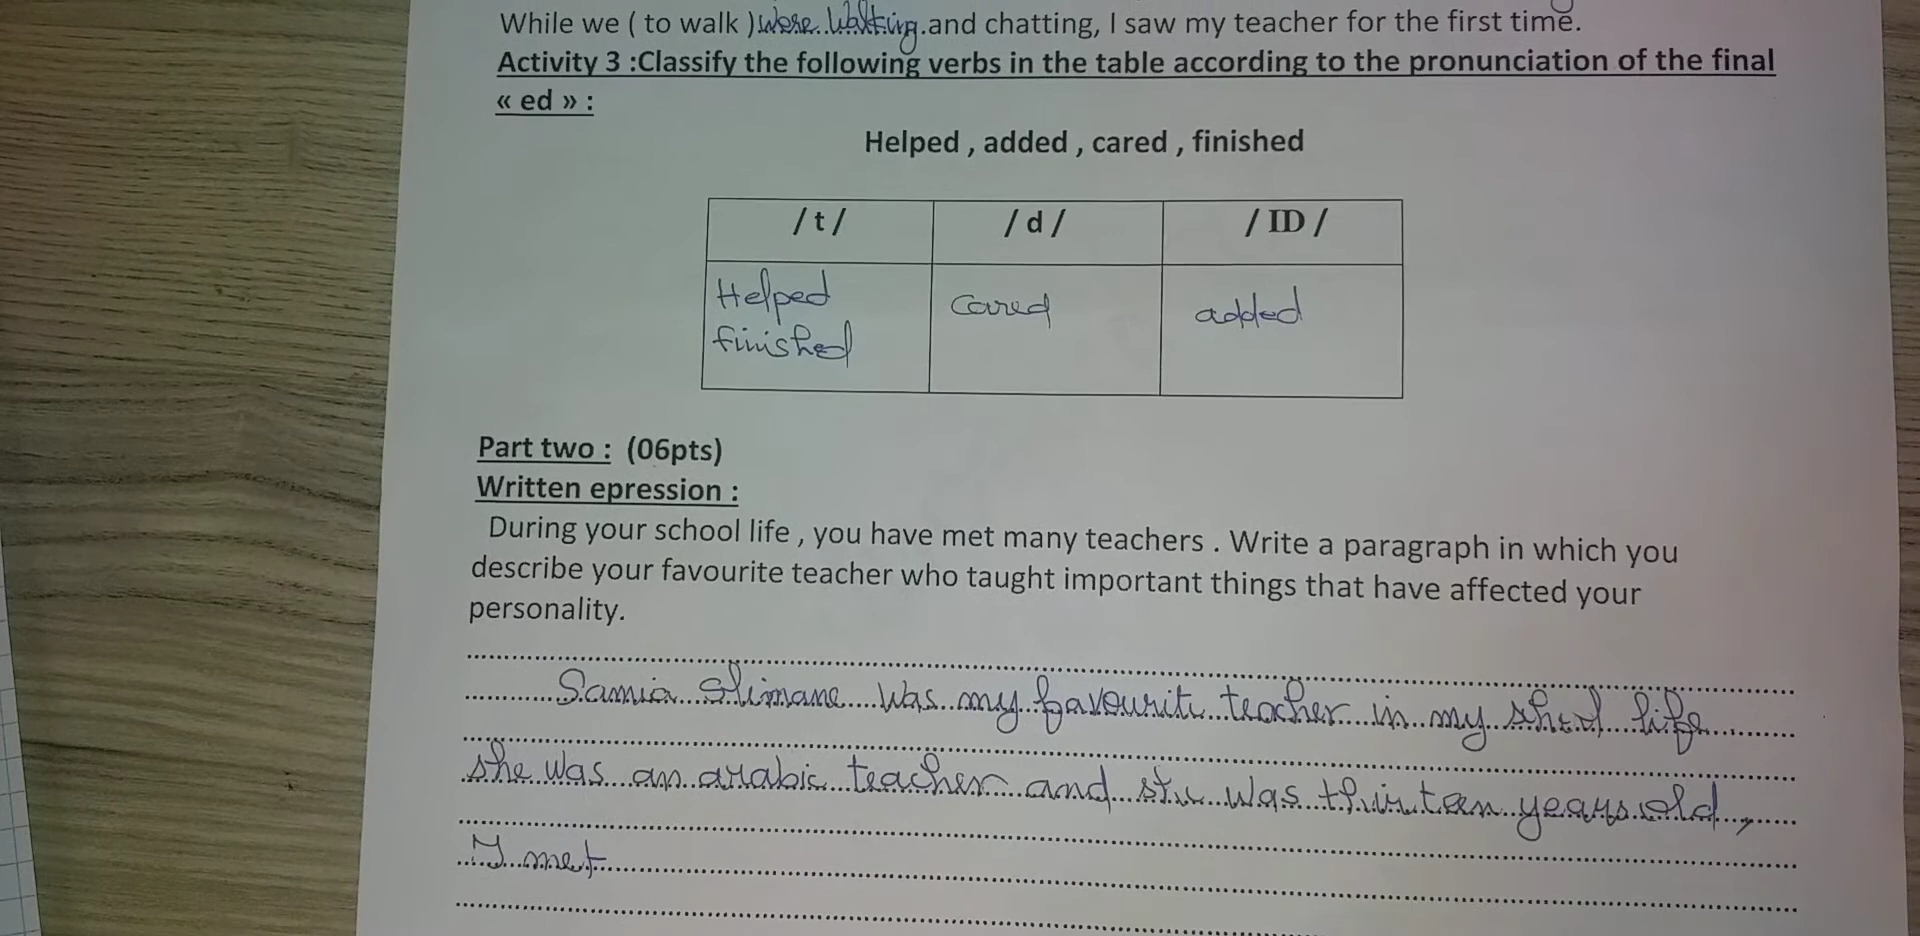 While we ( to walk ) were walking and chatting, I saw my teacher for the first time.
Activity 3 :Classify the following verbs in the table according to the pronunciation of the final
« ed » :
Helped , added , cared , finished
/ t / / d / / ID /
Helped cared added
finished
Part two : (06pts)
Written epression :
During your school life , you have met many teachers . Write a paragraph in which you
describe your favourite teacher who taught important things that have affected your
personality.
Samia Slimane was my favourite teacher in my life
she was an arabic teacher and she was thirteen years old,
I met